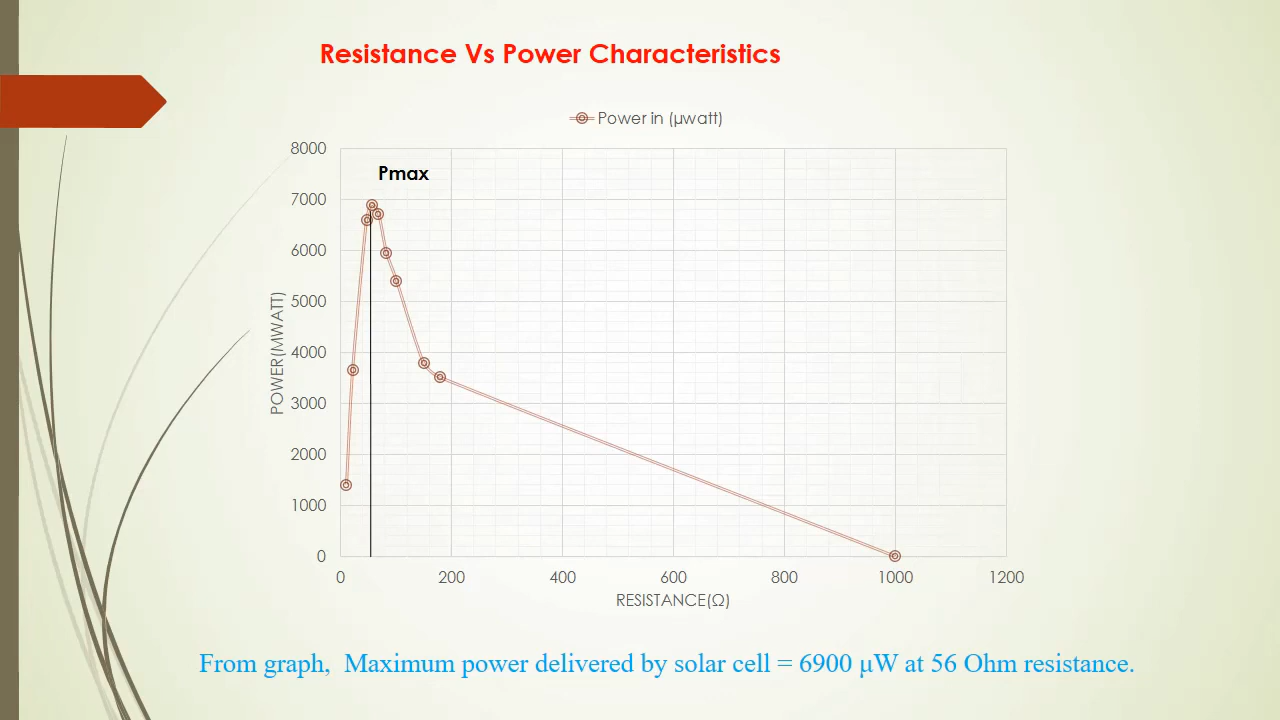 Resistance Vs Power Characteristics
Power in (µwatt)
8000
Pmax
7000
6000
5000
4000
3000
2000
1000
0
POWER(MWATT)
0 200 400 600 800 1000 1200
RESISTANCE(Ω)
From graph, Maximum power delivered by solar cell = 6900 µW at 56 Ohm resistance.